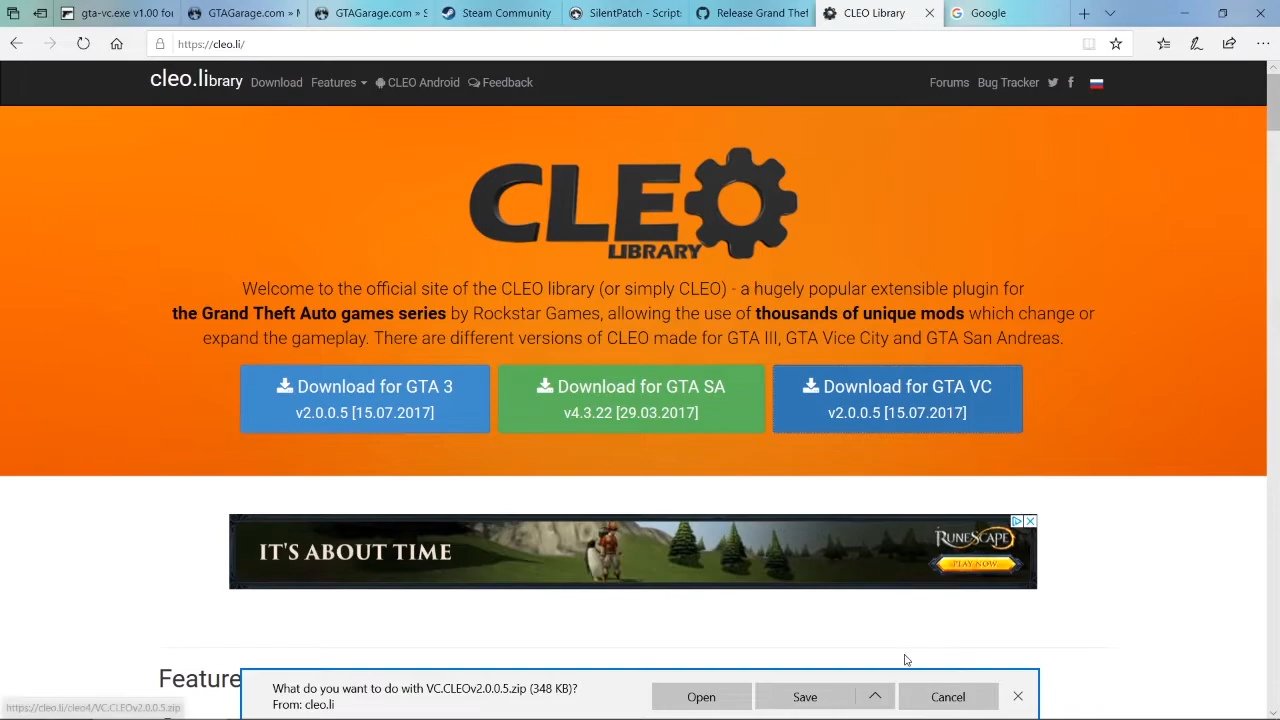 gta-vc.exe v1.00 fou
GTAGarage.com » M
GTAGarage.com » S
Steam Community
SilentPatch - Script
Release Grand Thef
CLEO Library
Google
https://cleo.li/
cleo.library
Download
Features
CLEO Android
Feedback
Forums
Bug Tracker
CLEO
LIBRARY
Welcome to the official site of the CLEO library (or simply CLEO) - a hugely popular extensible plugin for
the Grand Theft Auto games series by Rockstar Games, allowing the use of thousands of unique mods which change or
expand the gameplay. There are different versions of CLEO made for GTA III, GTA Vice City and GTA San Andreas.
Download for GTA 3
v2.0.0.5 [15.07.2017]
Download for GTA SA
v4.3.22 [29.03.2017]
Download for GTA VC
v2.0.0.5 [15.07.2017]
IT'S ABOUT TIME
RUNESCAPE
PLAY NOW
Feature
What do you want to do with VC.CLEOv2.0.0.5.zip (348 KB)?
From: cleo.li
Open
Save
Cancel
https://cleo.li/cleo4/VC.CLEOv2.0.0.5.zip